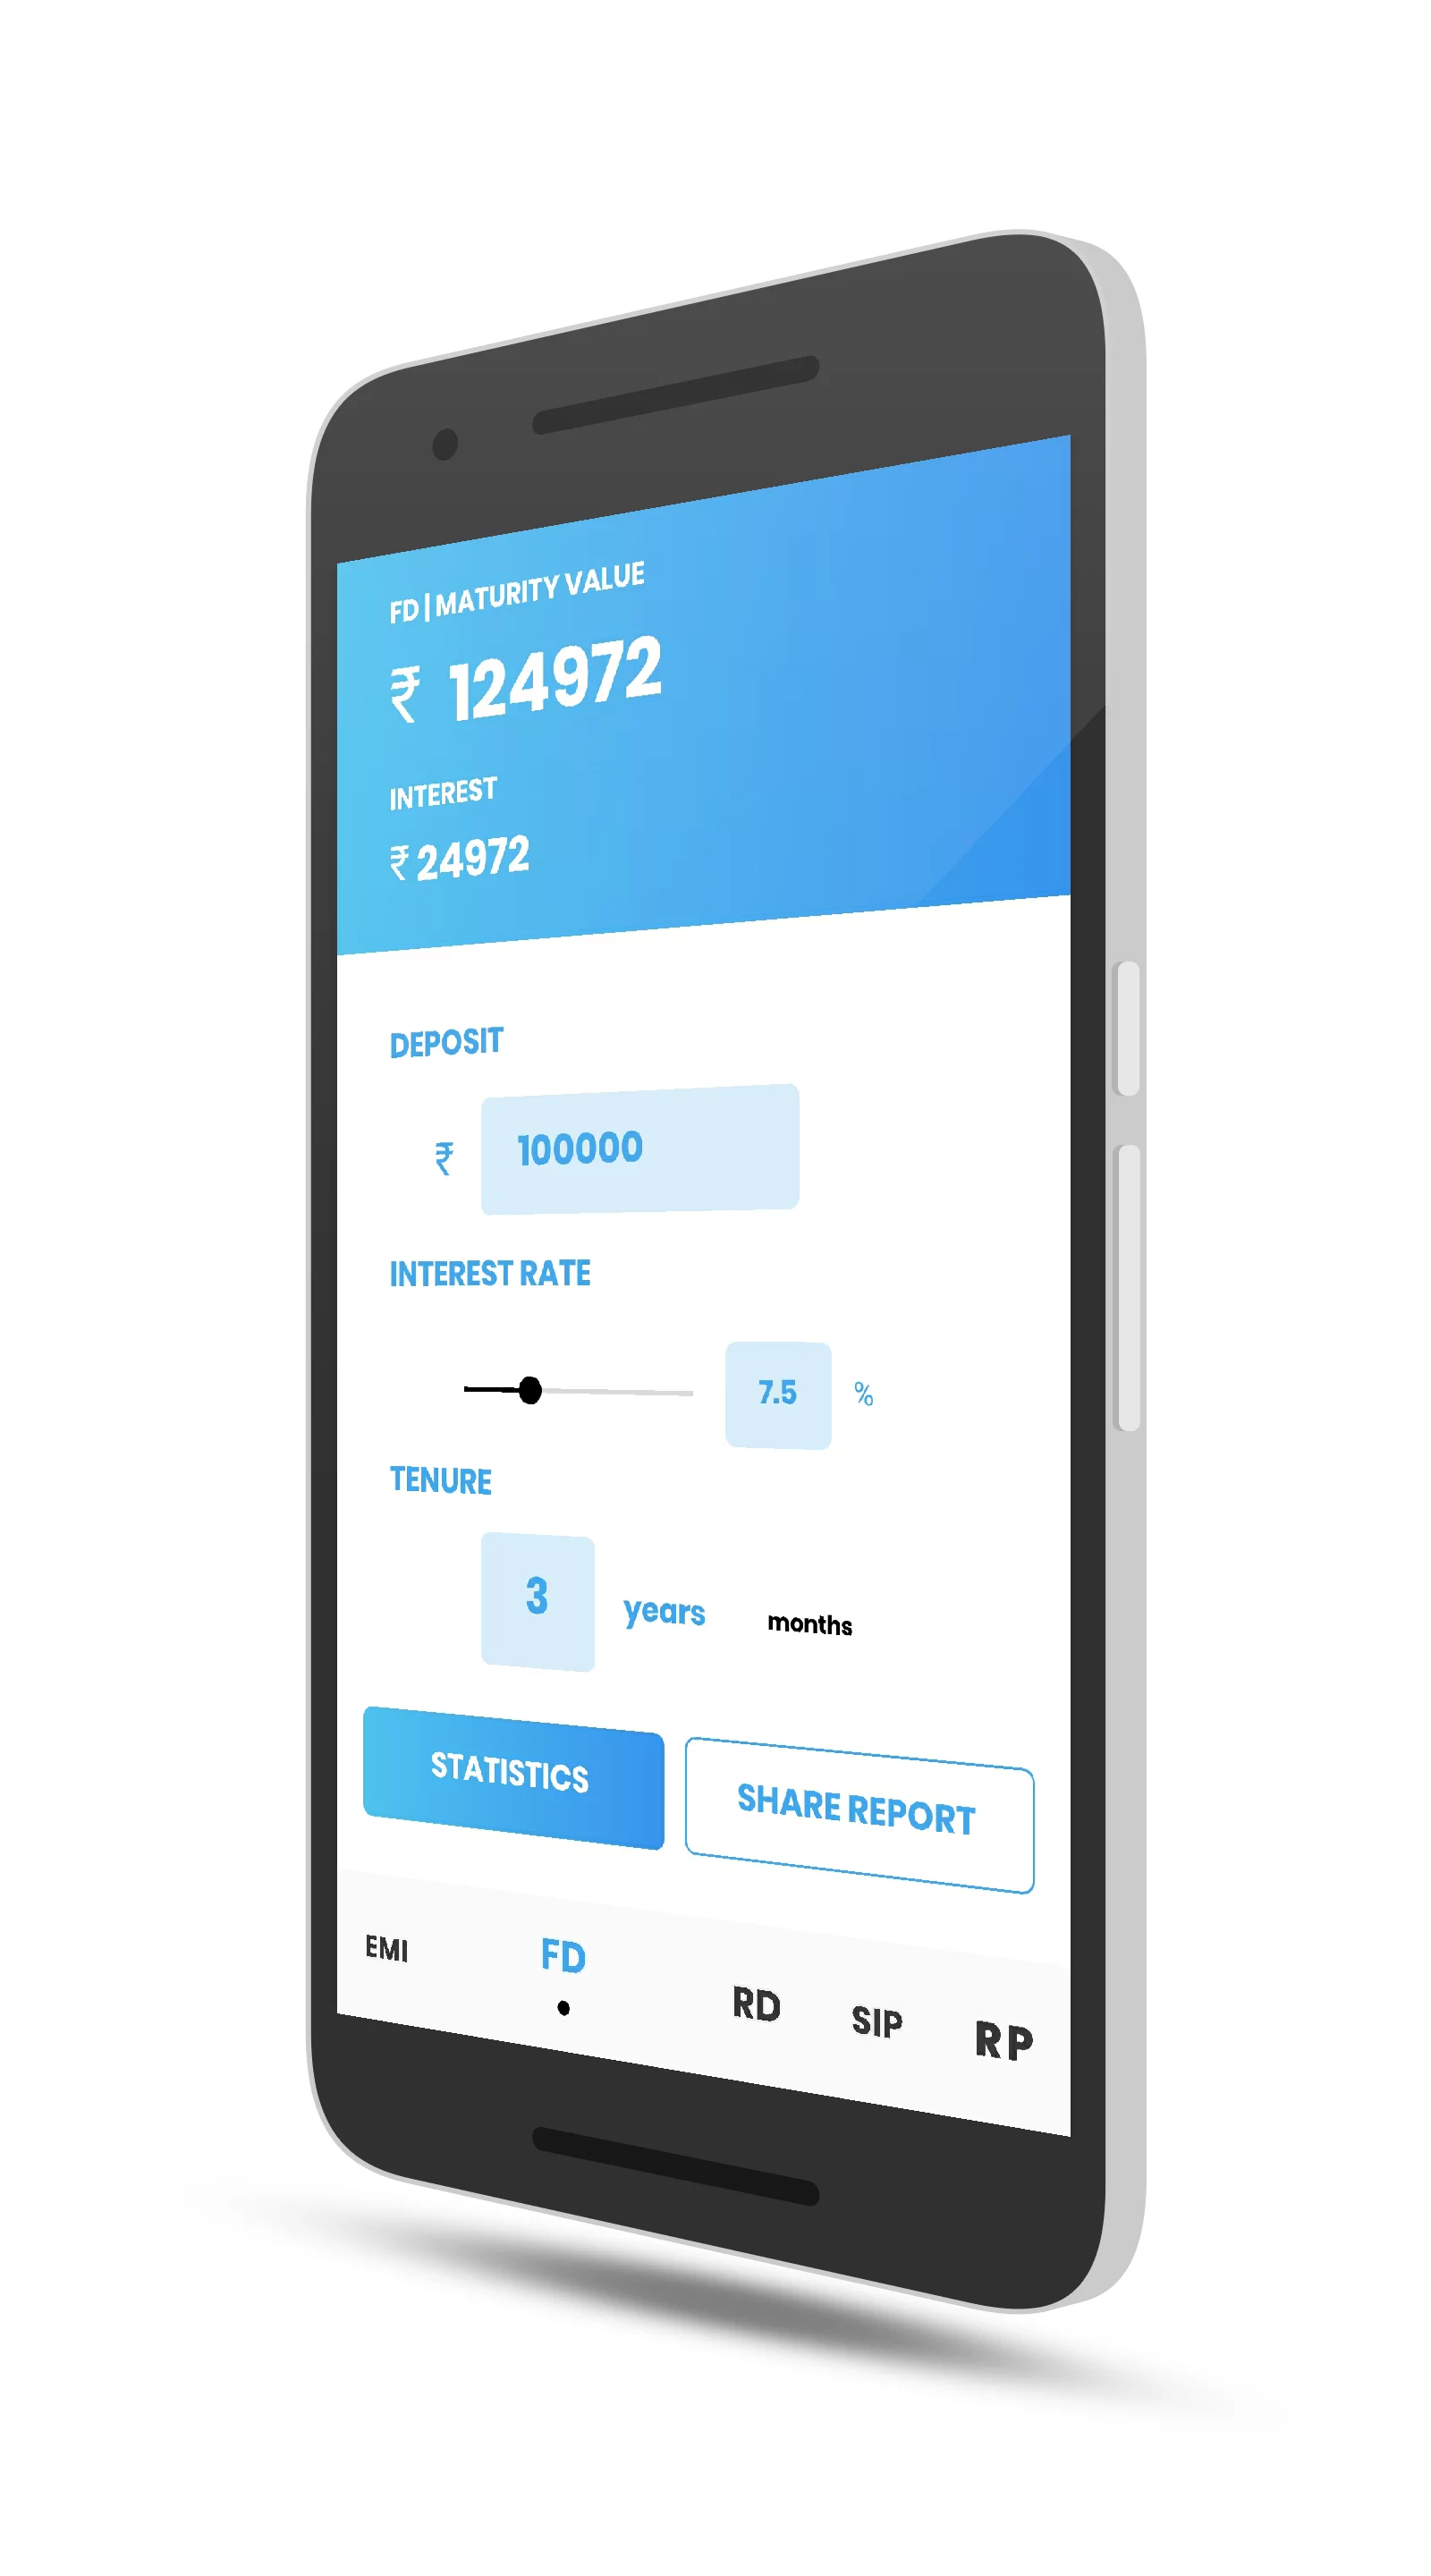 FD | MATURITY VALUE
₹ 124972
INTEREST
₹ 24972
DEPOSIT
₹ 100000
INTEREST RATE
7.5 %
TENURE
3 years months
STATISTICS SHARE REPORT
EMI FD RD SIP RP